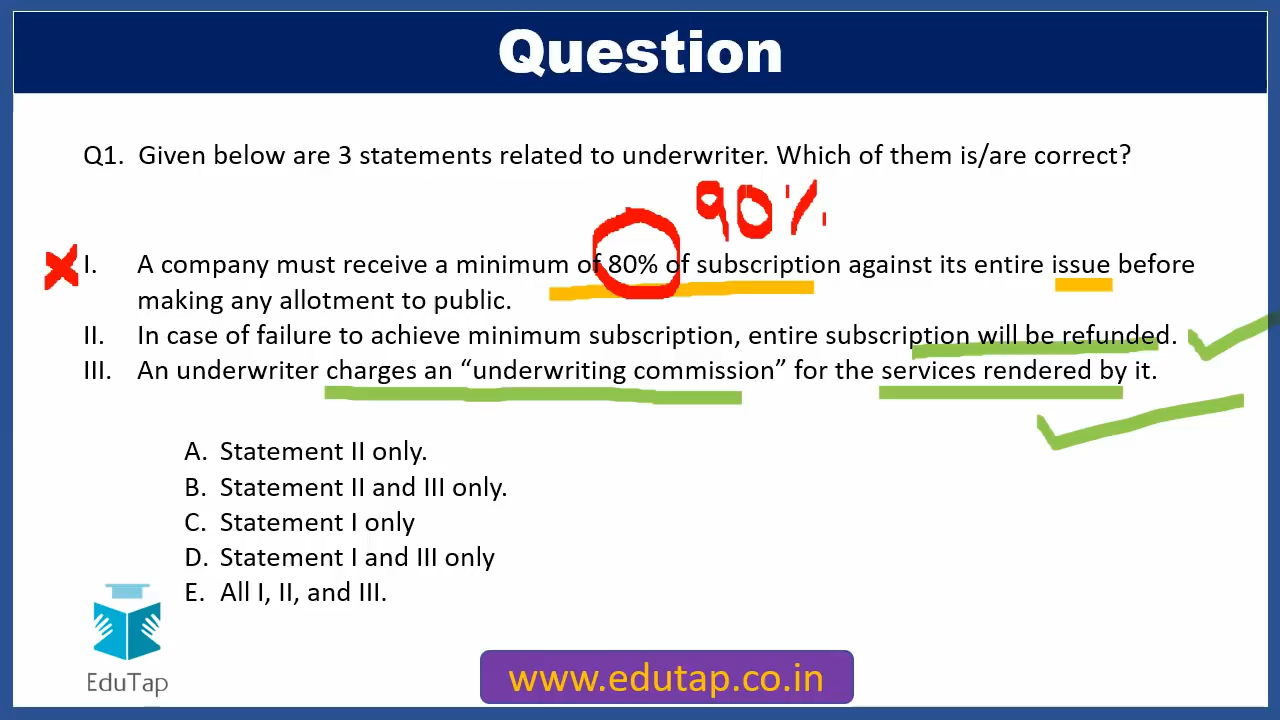 Question
Q1. Given below are 3 statements related to underwriter. Which of them is/are correct?
90%
I. A company must receive a minimum of 80% of subscription against its entire issue before
making any allotment to public.
II. In case of failure to achieve minimum subscription, entire subscription will be refunded.
III. An underwriter charges an “underwriting commission” for the services rendered by it.
A. Statement II only.
B. Statement II and III only.
C. Statement I only
D. Statement I and III only
E. All I, II, and III.
EduTap
www.edutap.co.in